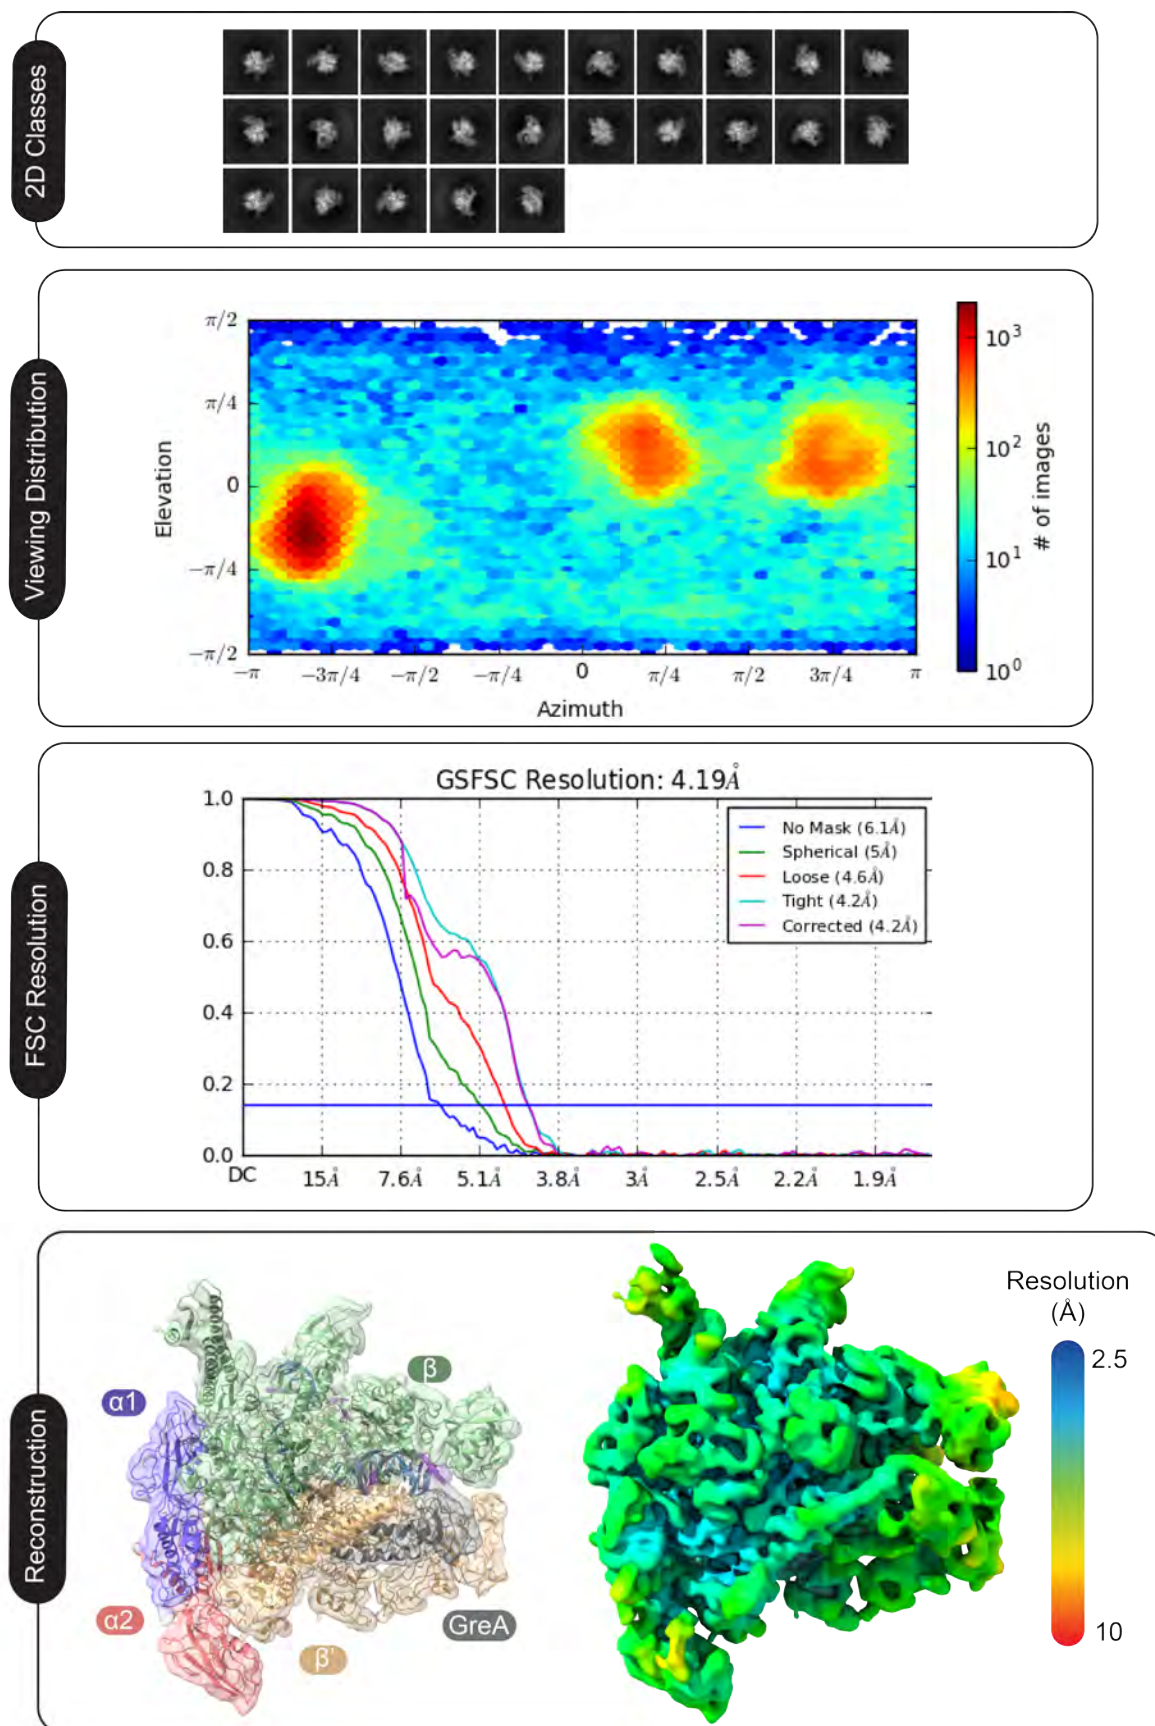 2D Classes
Viewing Distribution
Elevation
π/2
π/4
0
−π/4
−π/2
−π
−3π/4
−π/2
−π/4
0
π/4
π/2
3π/4
π
Azimuth
10³
10²
10¹
10⁰
# of images
FSC Resolution
GSFSC Resolution: 4.19Å
1.0
0.8
0.6
0.4
0.2
0.0
No Mask (6.1Å)
Spherical (5Å)
Loose (4.6Å)
Tight (4.2Å)
Corrected (4.2Å)
DC
15Å
7.6Å
5.1Å
3.8Å
3Å
2.5Å
2.2Å
1.9Å
Reconstruction
α1
β
α2
β'
GreA
Resolution
(Å)
2.5
10